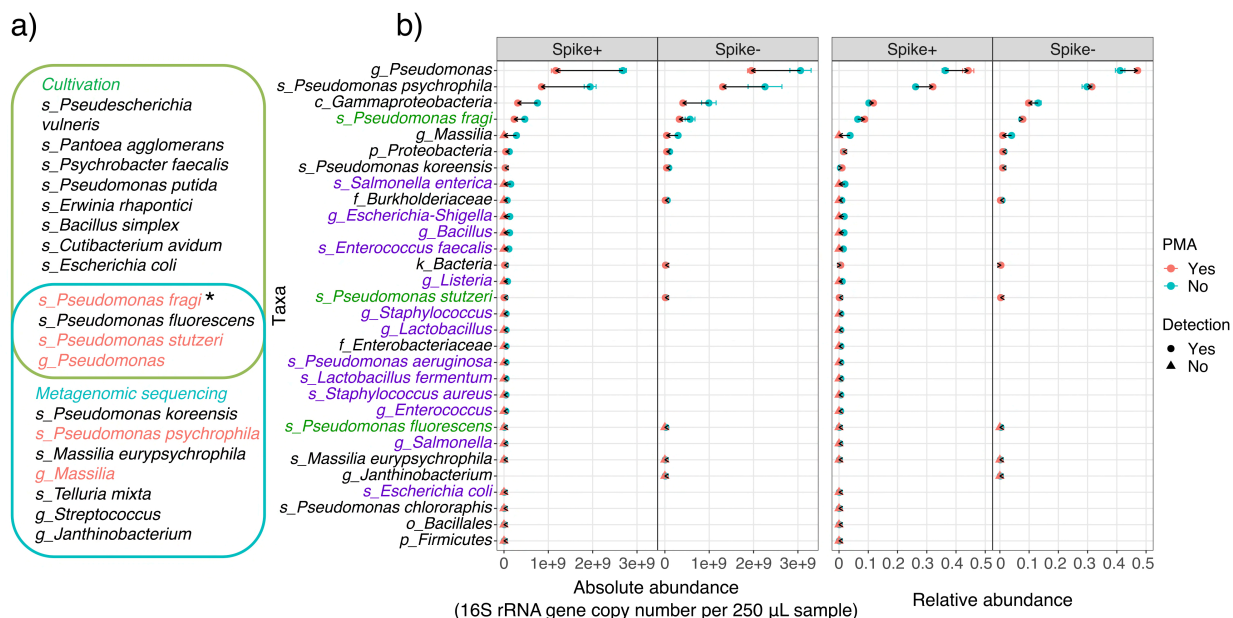 a)
Cultivation
s_Pseudescherichia
vulneris
s_Pantoea agglomerans
s_Psychrobacter faecalis
s_Pseudomonas putida
s_Erwinia rhapontici
s_Bacillus simplex
s_Cutibacterium avidum
s_Escherichia coli
s_Pseudomonas fragi *
s_Pseudomonas fluorescens
s_Pseudomonas stutzeri
g_Pseudomonas
Metagenomic sequencing
s_Pseudomonas koreensis
s_Pseudomonas psychrophila
s_Massilia eurypsychrophila
g_Massilia
s_Telluria mixta
g_Streptococcus
g_Janthinobacterium
b)
Spike+ Spike- Spike+ Spike-
Taxa
g_Pseudomonas
s_Pseudomonas psychrophila
c_Gammaproteobacteria
s_Pseudomonas fragi
g_Massilia
p_Proteobacteria
s_Pseudomonas koreensis
s_Salmonella enterica
f_Burkholderiaceae
g_Escherichia-Shigella
g_Bacillus
s_Enterococcus faecalis
k_Bacteria
g_Listeria
s_Pseudomonas stutzeri
g_Staphylococcus
g_Lactobacillus
f_Enterobacteriaceae
s_Pseudomonas aeruginosa
s_Lactobacillus fermentum
s_Staphylococcus aureus
g_Enterococcus
s_Pseudomonas fluorescens
g_Salmonella
s_Massilia eurypsychrophila
g_Janthinobacterium
s_Escherichia coli
s_Pseudomonas chlororaphis
o_Bacillales
p_Firmicutes
0 1e+9 2e+9 3e+9 0 1e+9 2e+9 3e+9 0 0.1 0.2 0.3 0.4 0.5 0 0.1 0.2 0.3 0.4 0.5
Absolute abundance
(16S rRNA gene copy number per 250 µL sample)
Relative abundance
PMA
Yes
No
Detection
Yes
No